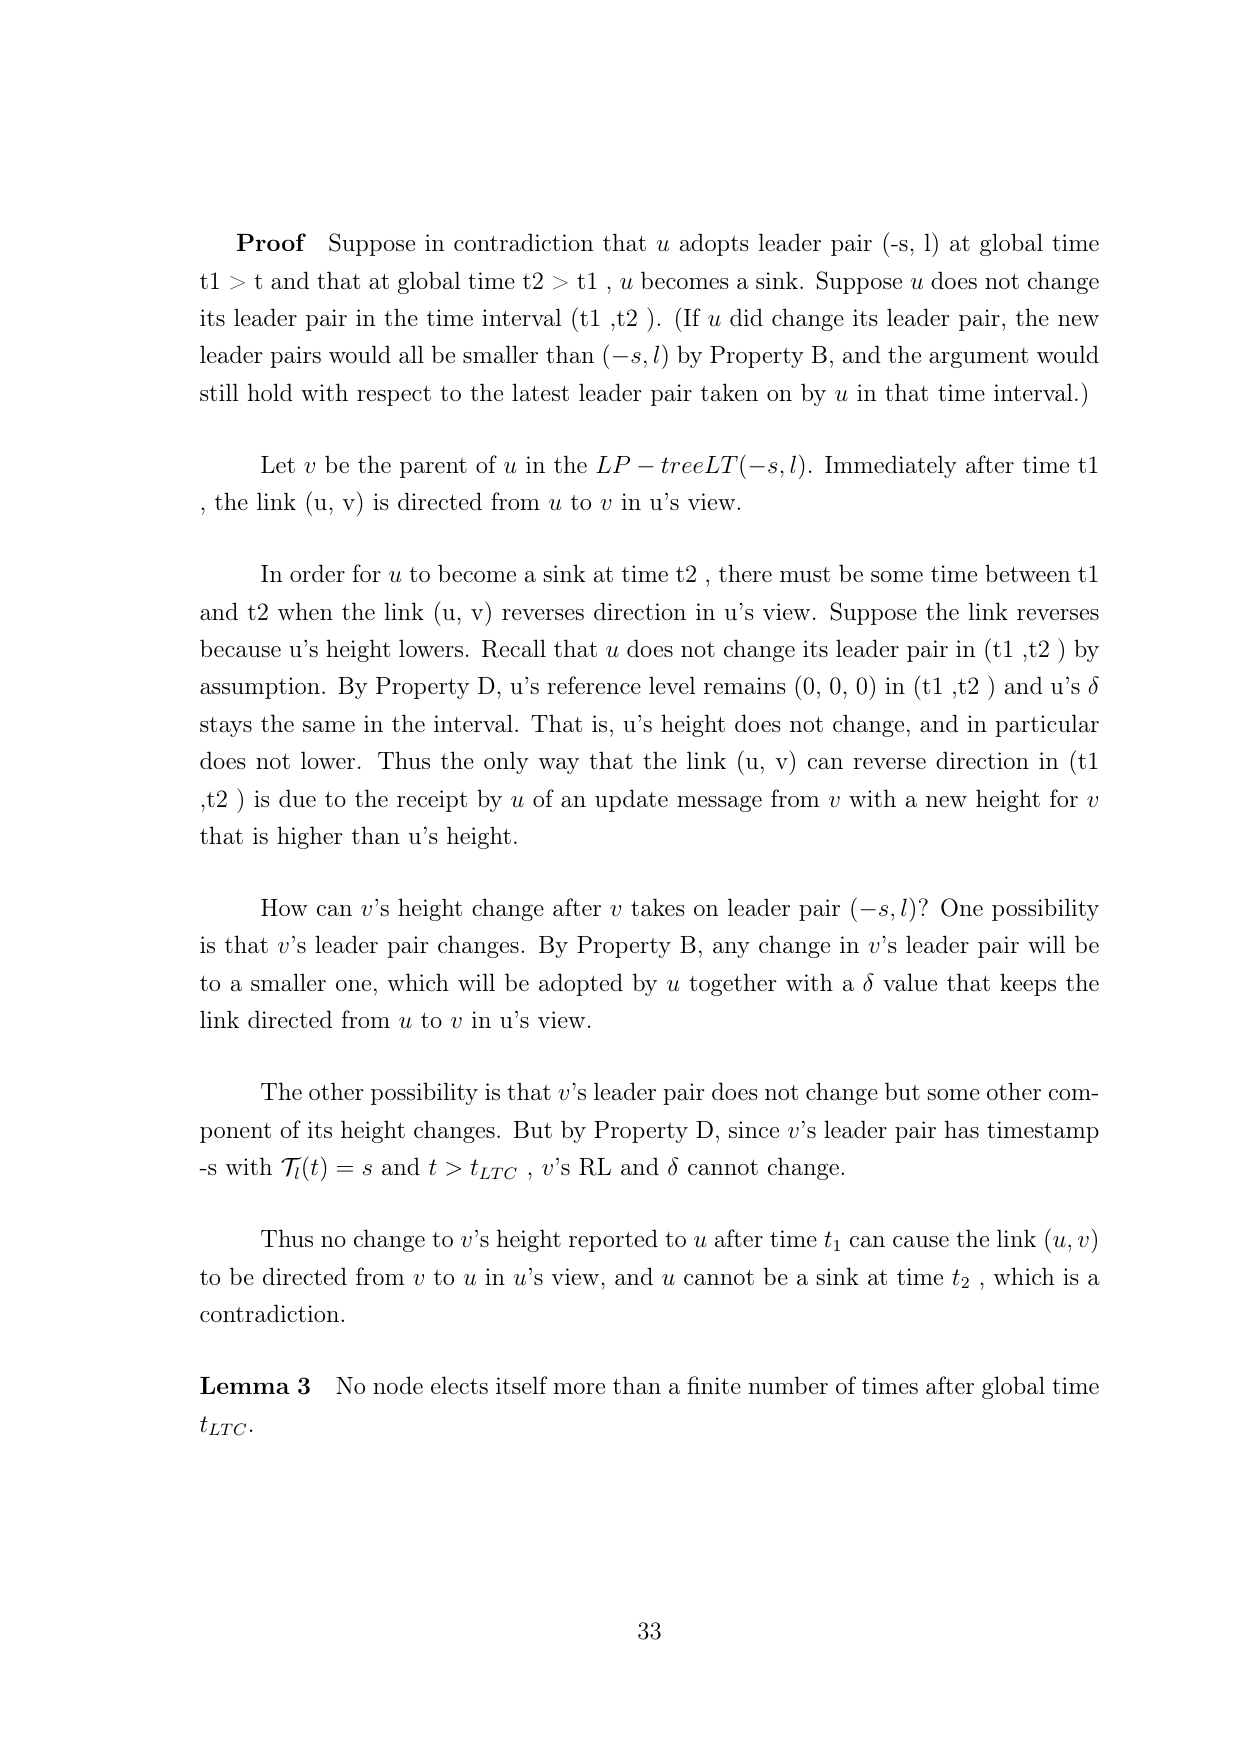 Proof Suppose in contradiction that u adopts leader pair (-s, l) at global time
t1 > t and that at global time t2 > t1 , u becomes a sink. Suppose u does not change
its leader pair in the time interval (t1 ,t2 ). (If u did change its leader pair, the new
leader pairs would all be smaller than (−s, l) by Property B, and the argument would
still hold with respect to the latest leader pair taken on by u in that time interval.)
Let v be the parent of u in the LP − treeLT(−s, l). Immediately after time t1
, the link (u, v) is directed from u to v in u's view.
In order for u to become a sink at time t2 , there must be some time between t1
and t2 when the link (u, v) reverses direction in u's view. Suppose the link reverses
because u's height lowers. Recall that u does not change its leader pair in (t1 ,t2 ) by
assumption. By Property D, u's reference level remains (0, 0, 0) in (t1 ,t2 ) and u's δ
stays the same in the interval. That is, u's height does not change, and in particular
does not lower. Thus the only way that the link (u, v) can reverse direction in (t1
,t2 ) is due to the receipt by u of an update message from v with a new height for v
that is higher than u's height.
How can v's height change after v takes on leader pair (−s, l)? One possibility
is that v's leader pair changes. By Property B, any change in v's leader pair will be
to a smaller one, which will be adopted by u together with a δ value that keeps the
link directed from u to v in u's view.
The other possibility is that v's leader pair does not change but some other com-
ponent of its height changes. But by Property D, since v's leader pair has timestamp
-s with 𝒯_l(t) = s and t > t_{LTC} , v's RL and δ cannot change.
Thus no change to v's height reported to u after time t_1 can cause the link (u, v)
to be directed from v to u in u's view, and u cannot be a sink at time t_2 , which is a
contradiction.
Lemma 3 No node elects itself more than a finite number of times after global time
t_{LTC}.
33